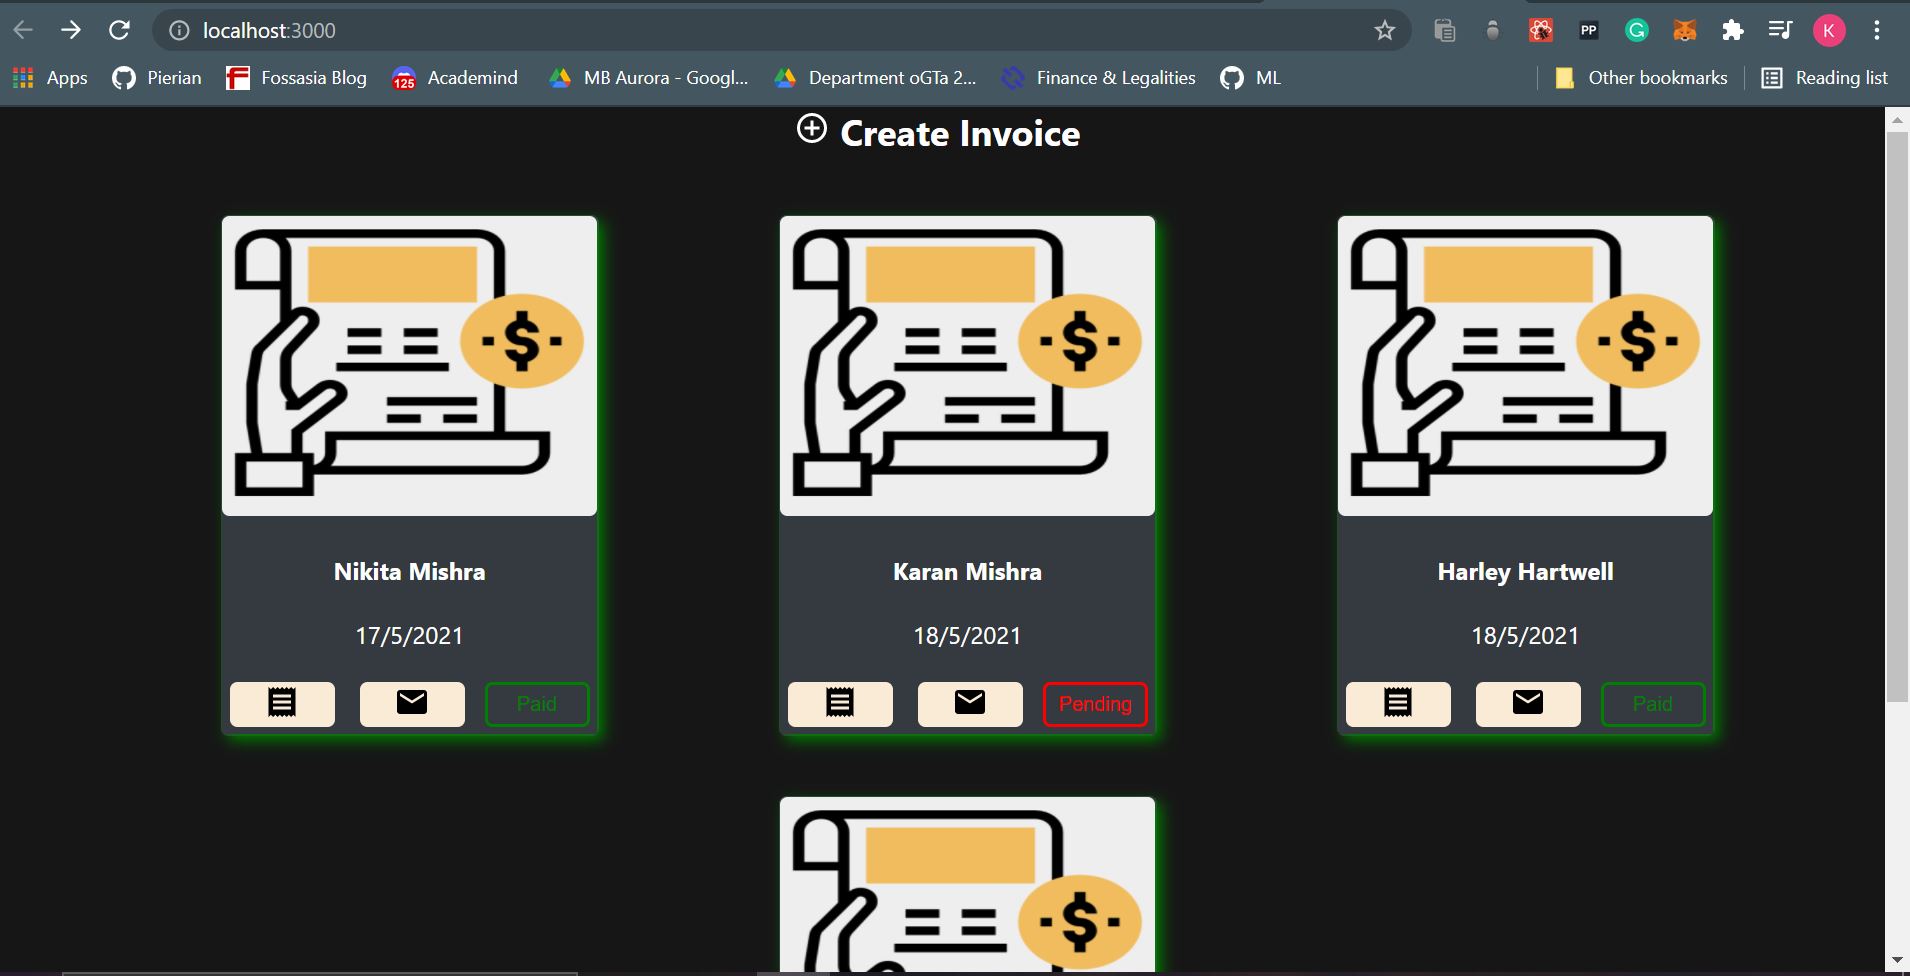 localhost:3000
PP
G
K
Apps
Pierian
Fossasia Blog
125
Academind
MB Aurora - Googl...
Department oGTa 2...
Finance & Legalities
ML
Other bookmarks
Reading list
Create Invoice
$
$
$
Nikita Mishra
Karan Mishra
Harley Hartwell
17/5/2021
18/5/2021
18/5/2021
Paid
Pending
Paid
$